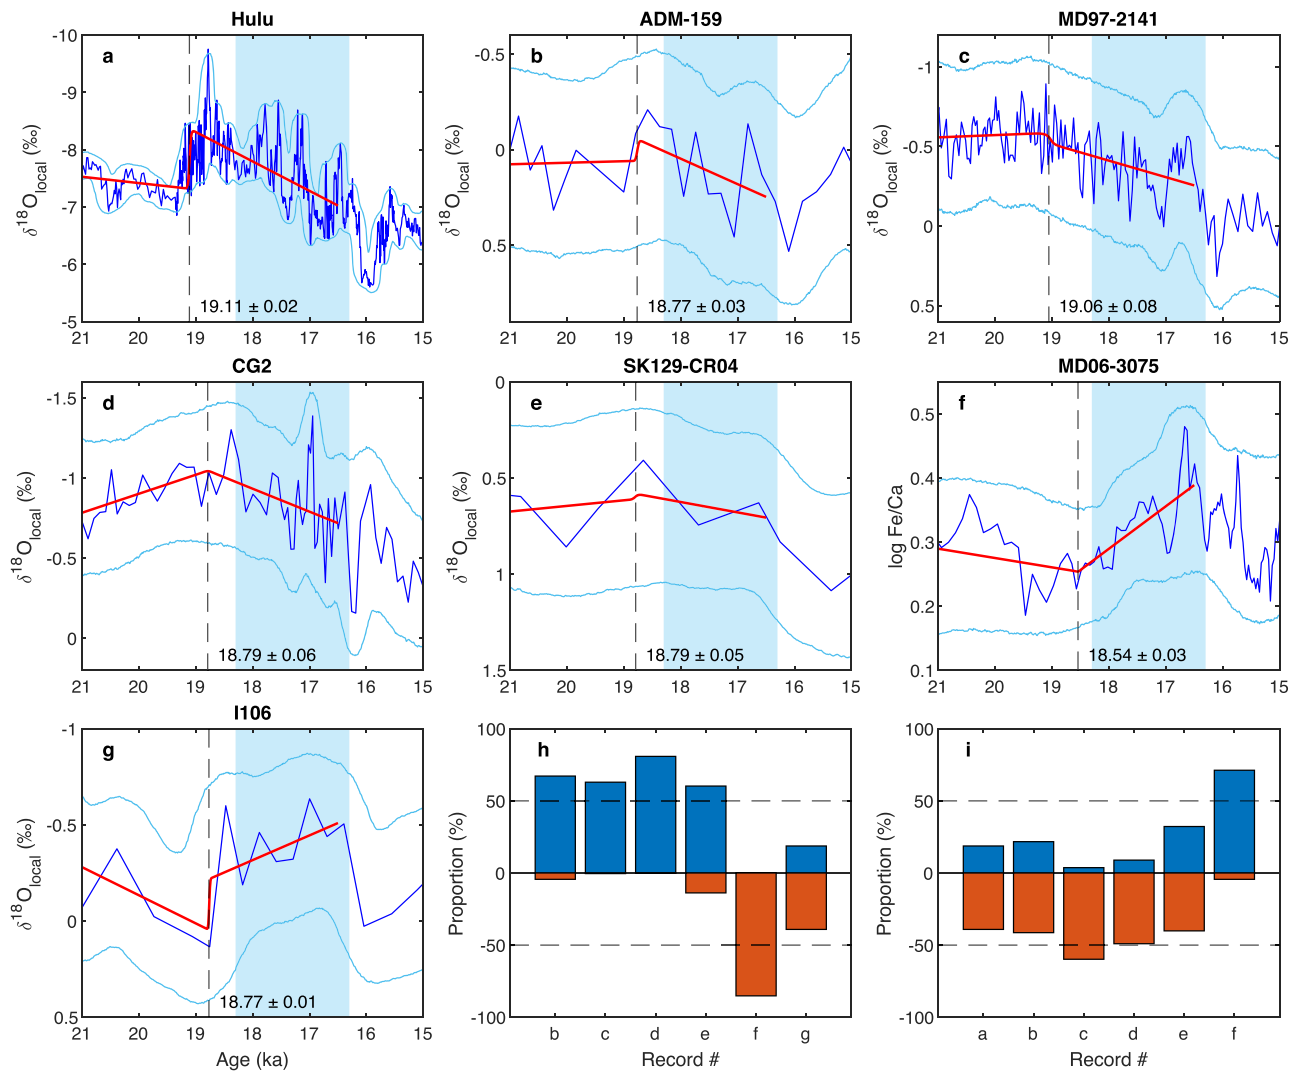 Hulu
a
-10
-9
-8
-7
-6
-5
δ18Olocal (‰)
19.11 ± 0.02
21 20 19 18 17 16 15
ADM-159
b
-0.5
0
0.5
δ18Olocal (‰)
18.77 ± 0.03
21 20 19 18 17 16 15
MD97-2141
c
-1
-0.5
0
0.5
δ18Olocal (‰)
19.06 ± 0.08
21 20 19 18 17 16 15
CG2
d
-1.5
-1
-0.5
0
δ18Olocal (‰)
18.79 ± 0.06
21 20 19 18 17 16 15
SK129-CR04
e
0
0.5
1
1.5
δ18Olocal (‰)
18.79 ± 0.05
21 20 19 18 17 16 15
MD06-3075
f
0.5
0.4
0.3
0.2
0.1
log Fe/Ca
18.54 ± 0.03
21 20 19 18 17 16 15
I106
g
-1
-0.5
0
0.5
δ18Olocal (‰)
18.77 ± 0.01
21 20 19 18 17 16 15
Age (ka)
h
100
50
0
-50
-100
Proportion (%)
b c d e f g
Record #
i
100
50
0
-50
-100
Proportion (%)
a b c d e f
Record #